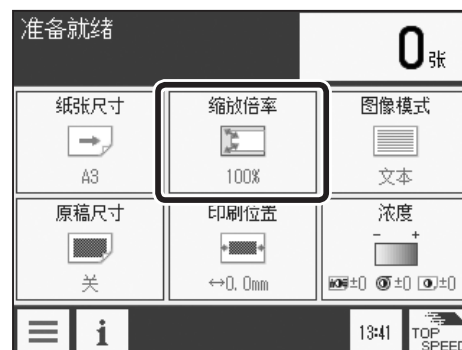 准备就绪
0张
纸张尺寸
A3
缩放倍率
100%
图像模式
文本
原稿尺寸
关
印刷位置
↔0.0mm
浓度
- +
±0 ±0 ±0
i
13:41
TOP
SPEED